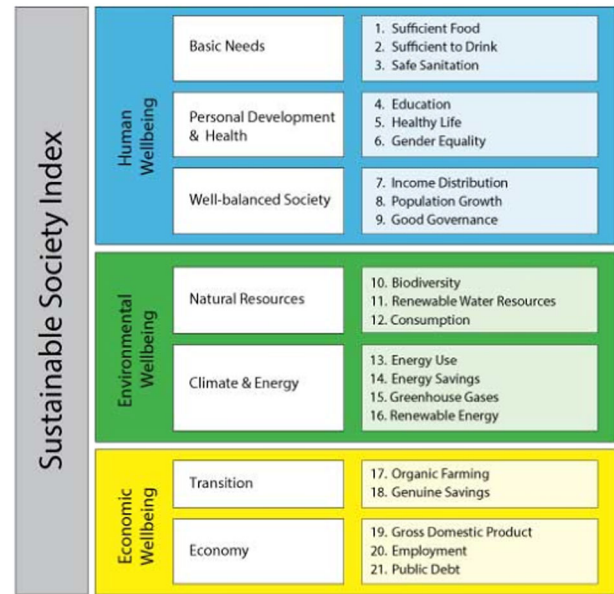 Sustainable Society Index
Human
Wellbeing
Basic Needs
1. Sufficient Food
2. Sufficient to Drink
3. Safe Sanitation
Personal Development
& Health
4. Education
5. Healthy Life
6. Gender Equality
Well-balanced Society
7. Income Distribution
8. Population Growth
9. Good Governance
Environmental
Wellbeing
Natural Resources
10. Biodiversity
11. Renewable Water Resources
12. Consumption
Climate & Energy
13. Energy Use
14. Energy Savings
15. Greenhouse Gases
16. Renewable Energy
Economic
Wellbeing
Transition
17. Organic Farming
18. Genuine Savings
Economy
19. Gross Domestic Product
20. Employment
21. Public Debt